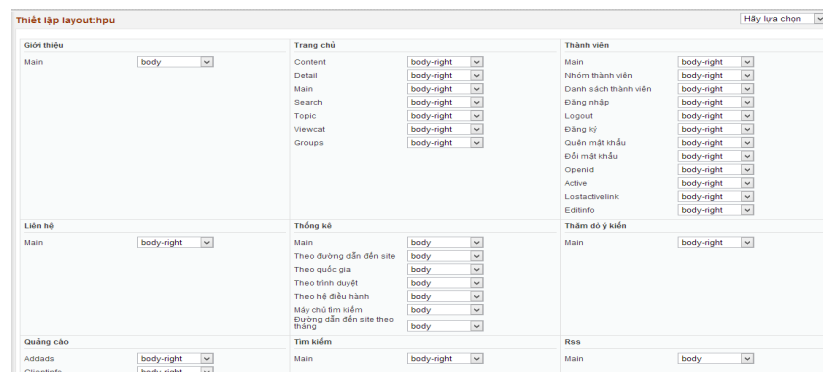 Thiết lập layout:hpu
Hãy lựa chọn
Giới thiệu
Main body
Trang chủ
Content body-right
Detail body-right
Main body-right
Search body-right
Topic body-right
Viewcat body-right
Groups body-right
Thành viên
Main body-right
Nhóm thành viên body-right
Danh sách thành viên body-right
Đăng nhập body-right
Logout body-right
Đăng ký body-right
Quên mật khẩu body-right
Đổi mật khẩu body-right
Openid body-right
Active body-right
Lostactivelink body-right
Editinfo body-right
Liên hệ
Main body-right
Thống kê
Main body
Theo đường dẫn đến site body
Theo quốc gia body
Theo trình duyệt body
Theo hệ điều hành body
Máy chủ tìm kiếm body
Đường dẫn đến site theo
tháng body
Thăm dò ý kiến
Main body-right
Quảng cáo
Addads body-right
Clientinfo body-right
Tìm kiếm
Main body-right
Rss
Main body